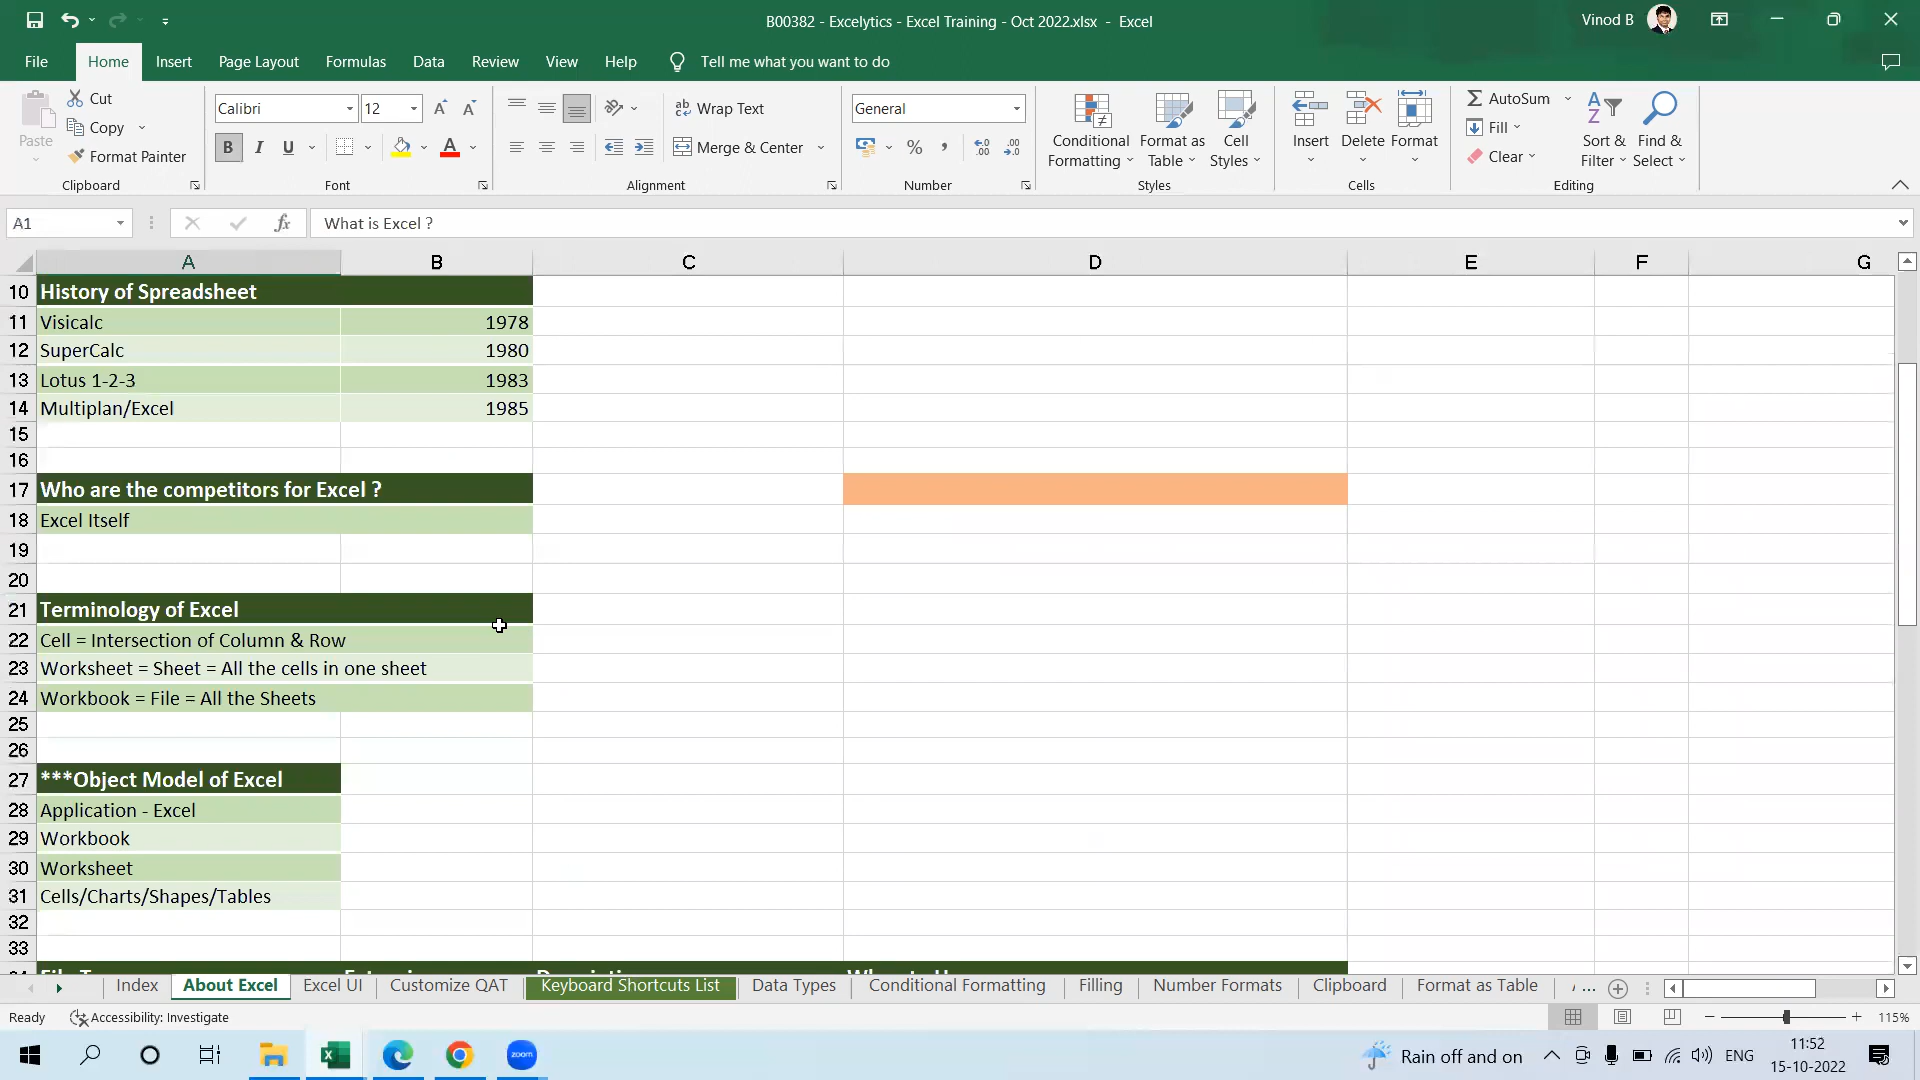 B00382 - Excelytics - Excel Training - Oct 2022.xlsx - Excel
Vinod B
File Home Insert Page Layout Formulas Data Review View Help Tell me what you want to do
Paste
Cut
Copy
Format Painter
Clipboard
Calibri 12
B I U A
Font
Wrap Text
Merge & Center
Alignment
General
% ,
Number
Conditional Formatting
Format as Table
Cell Styles
Styles
Insert
Delete
Format
Cells
AutoSum
Fill
Clear
Sort & Filter
Find & Select
Editing
A1 fx What is Excel ?
A B C D E F G
10 History of Spreadsheet
11 Visicalc 1978
12 SuperCalc 1980
13 Lotus 1-2-3 1983
14 Multiplan/Excel 1985
15
16
17 Who are the competitors for Excel ?
18 Excel Itself
19
20
21 Terminology of Excel
22 Cell = Intersection of Column & Row
23 Worksheet = Sheet = All the cells in one sheet
24 Workbook = File = All the Sheets
25
26
27 ***Object Model of Excel
28 Application - Excel
29 Workbook
30 Worksheet
31 Cells/Charts/Shapes/Tables
32
33
Index About Excel Excel UI Customize QAT Keyboard Shortcuts List Data Types Conditional Formatting Filling Number Formats Clipboard Format as Table ...
Ready Accessibility: Investigate 115%
zoom
Rain off and on ENG
11:52
15-10-2022